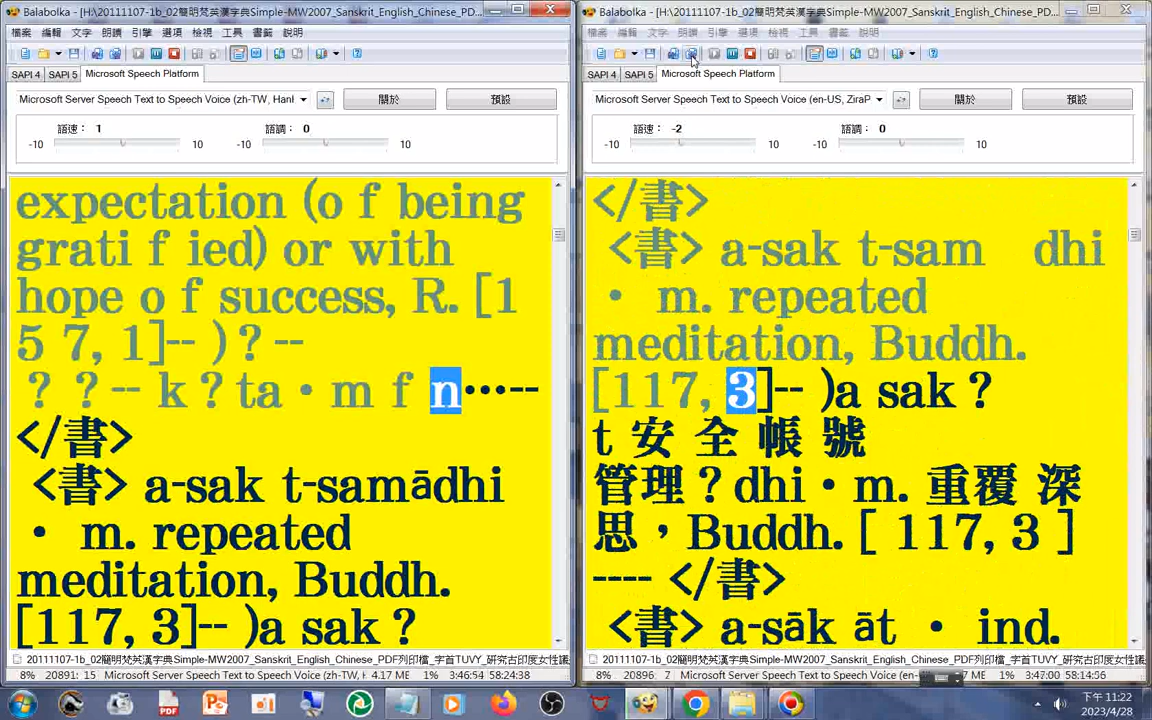 Balabolka - [H:\20111107-1b_02簡明梵英漢字典Simple-MW2007_Sanskrit_English_Chinese_PD...
檔案 編輯 文字 朗讀 引擎 選項 檢視 工具 書籤 說明
SAPI 4 SAPI 5 Microsoft Speech Platform
Microsoft Server Speech Text to Speech Voice (zh-TW, Hanl
關於 預設
語速： 1 語調： 0
-10 10 -10 10
expectation (o f being
grati f ied) or with
hope o f success, R. [1
5 7, 1]-- ) ? --
? ? -- k ? ta • m f n…--
</書>
<書> a-sak t-samādhi
• m. repeated
meditation, Buddh.
[117, 3]-- )a sak ?
20111107-1b_02簡明梵英漢字典Simple-MW2007_Sanskrit_English_Chinese_PDF列印檔_字首TUVY_研究古印度女性議
8% 20891: 15 Microsoft Server Speech Text to Speech Voice (zh-TW, 4.17 ME 1% 3:46:54 58:24:38
Balabolka - [H:\20111107-1b_02簡明梵英漢字典Simple-MW2007_Sanskrit_English_Chinese_PDF...
檔案 編輯 文字 朗讀 引擎 選項 檢視 工具 書籤 說明
SAPI 4 SAPI 5 Microsoft Speech Platform
Microsoft Server Speech Text to Speech Voice (en-US, ZiraP
關於 預設
語速： -2 語調： 0
-10 10 -10 10
</書>
<書> a-sak t-sam dhi
• m. repeated
meditation, Buddh.
[117, 3]-- )a sak ?
t 安 全 帳 號
管理？dhi • m. 重覆 深
思，Buddh. [ 117, 3 ]
---- </書>
<書> a-sāk āt • ind.
20111107-1b_02簡明梵英漢字典Simple-MW2007_Sanskrit_English_Chinese_PDF列印檔_字首TUVY_研究古印度女性議
8% 20896: 7 Microsoft Server Speech Text to Speech Voice 1% 3:47:00 58:14:56
下午 11:22
2023/4/28